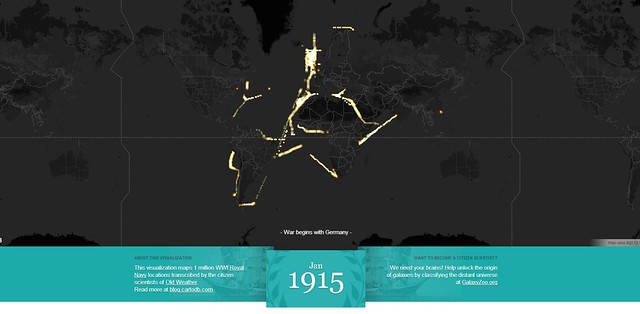 - War begins with Germany -
ABOUT THIS VISUALIZATION
This visualization maps 1 million WWI Royal
Navy locations transcribed by the citizen
scientists of Old Weather.
Read more at blog.cartodb.com
Jan
1915
WANT TO BECOME A CITIZEN SCIENTIST?
We need your brains! Help unlock the origin
of galaxies by classifying the distant universe
at GalaxyZoo.org